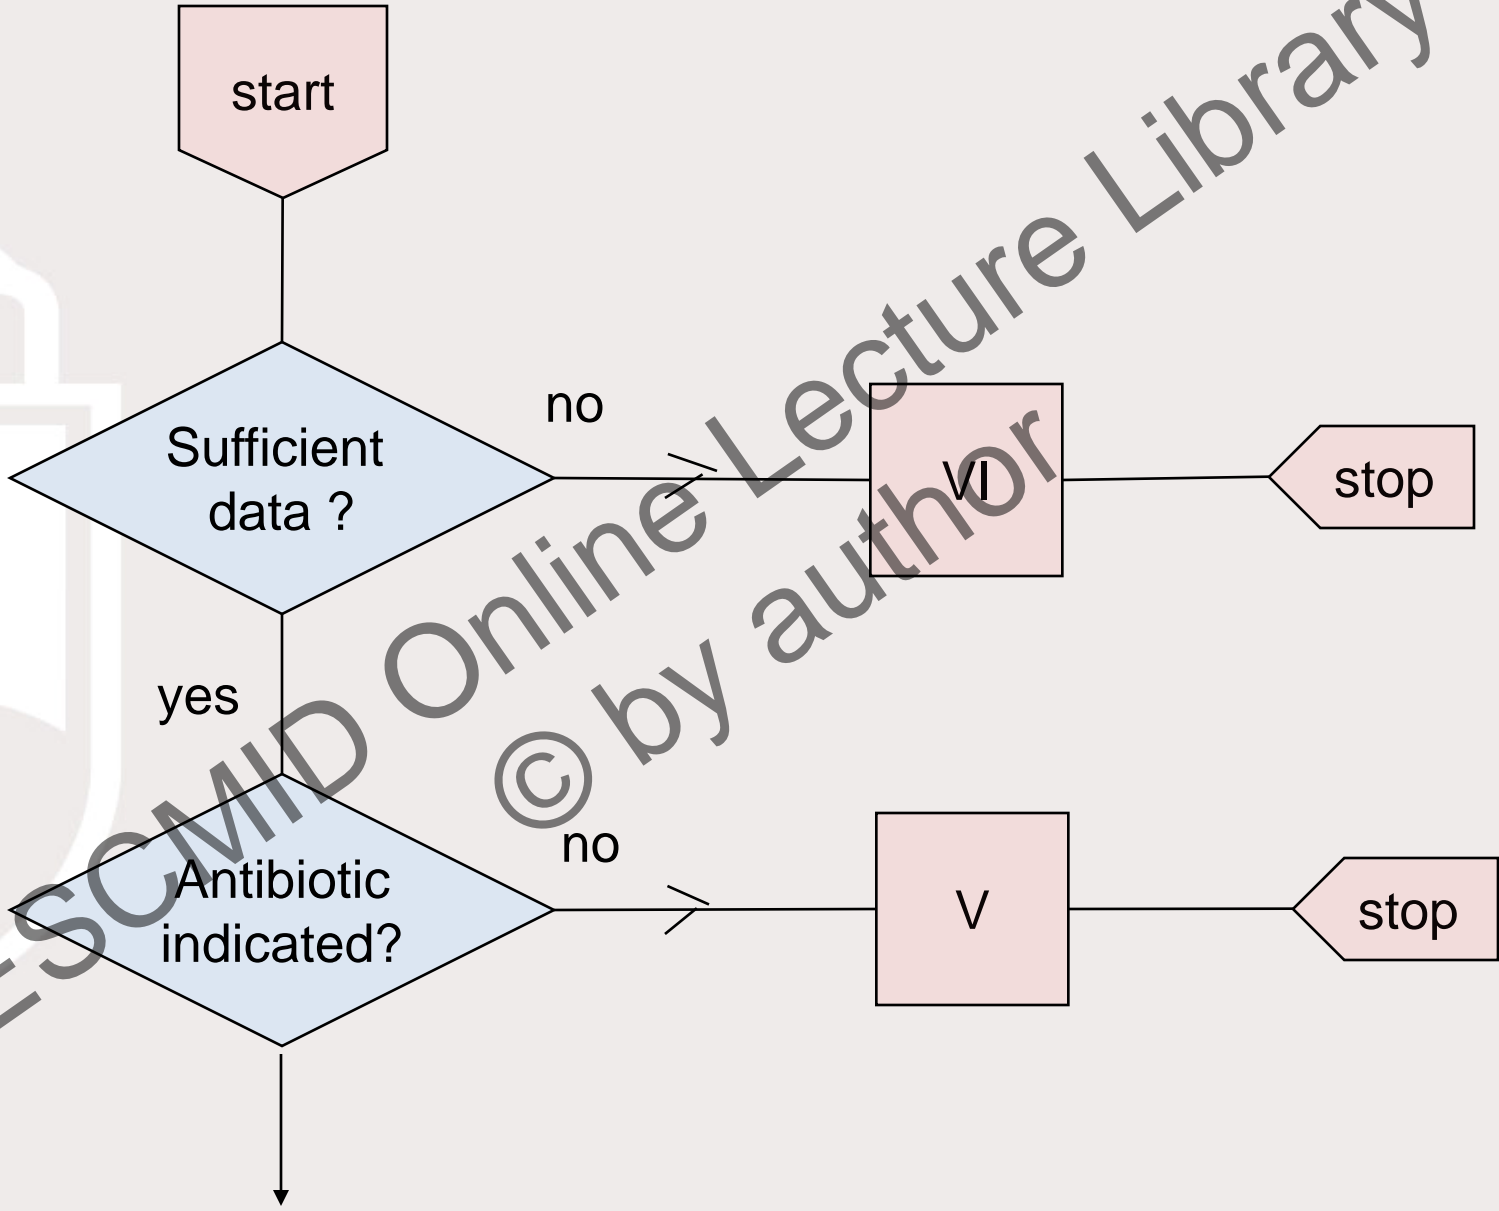 start
no
Sufficient
data ?
VI
stop
yes
no
Antibiotic
indicated?
V
stop
ESCMID Online Lecture Library
© by author